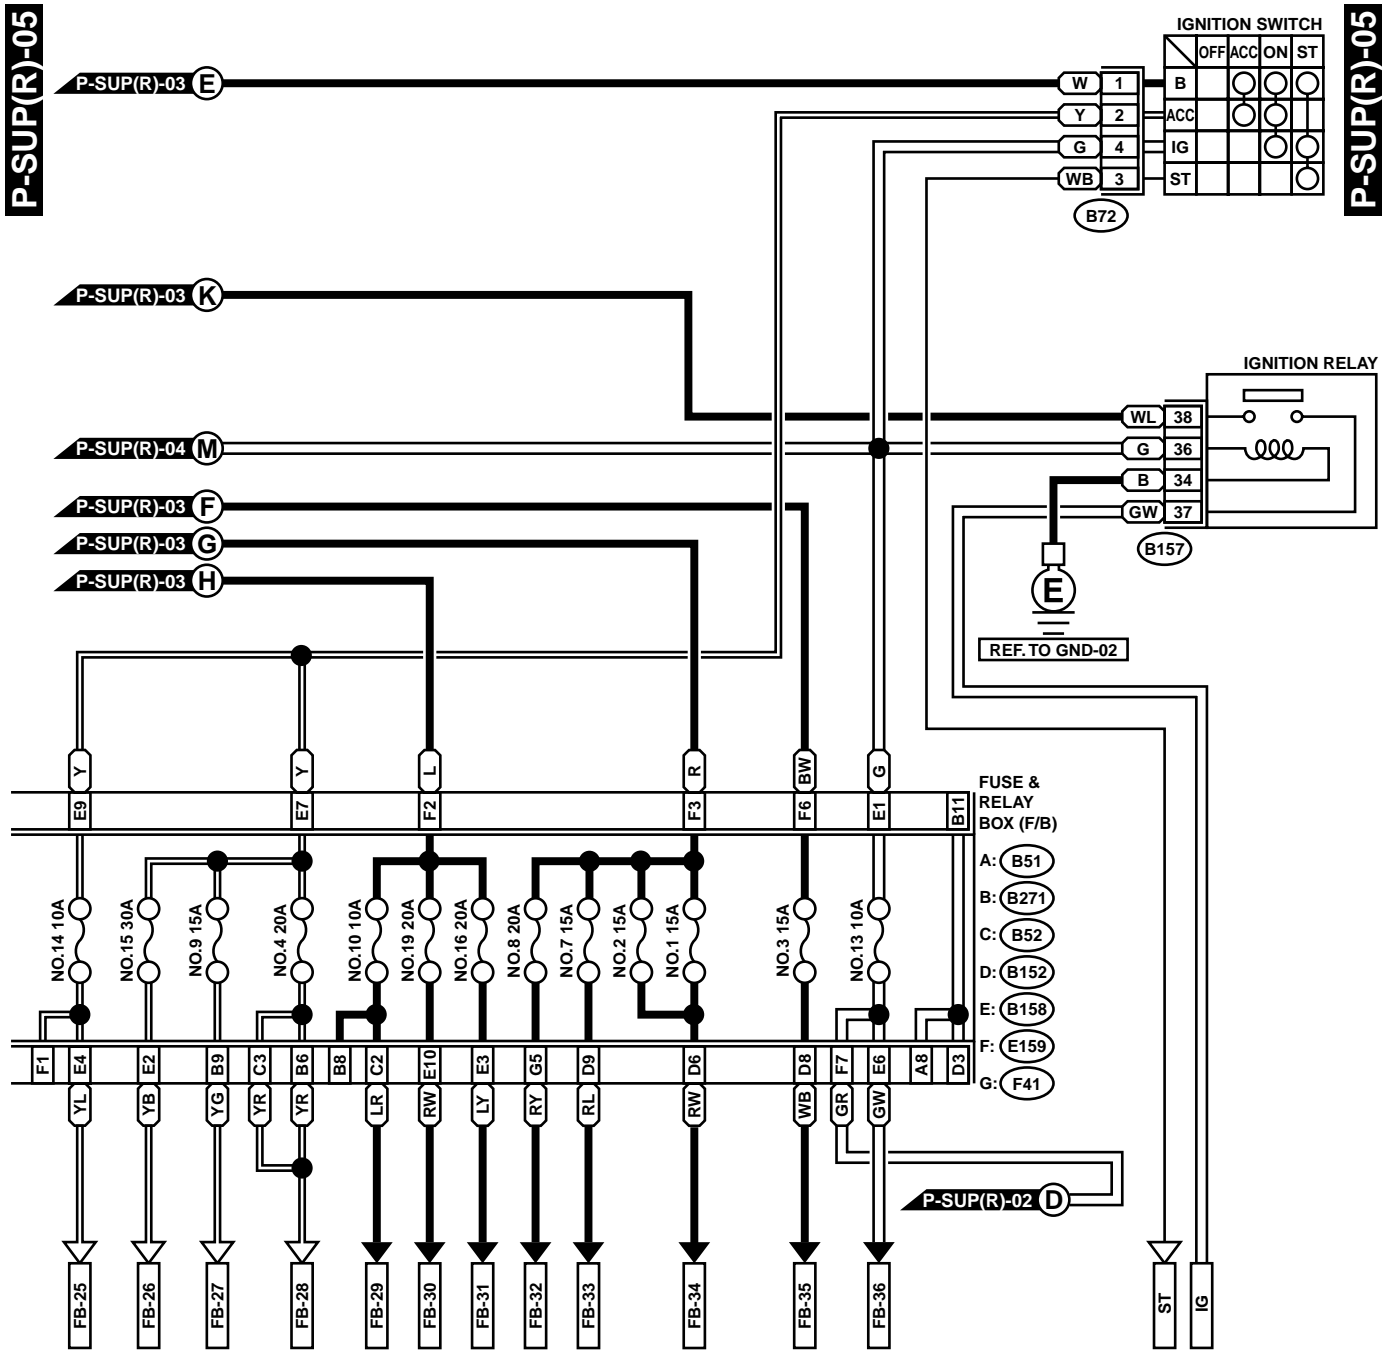 P-SUP(R)-05
P-SUP(R)-05
IGNITION SWITCH
OFF ACC ON ST
P-SUP(R)-03 E
W 1 B
Y 2 ACC
G 4 IG
WB 3 ST
B72
P-SUP(R)-03 K
IGNITION RELAY
WL 38
P-SUP(R)-04 M
G 36
B 34
P-SUP(R)-03 F
GW 37
P-SUP(R)-03 G
B157
P-SUP(R)-03 H
E
REF. TO GND-02
Y Y L R BW G
E9 E7 F2 F3 F6 E1 B11
FUSE &
RELAY
BOX (F/B)
A: B51
B: B271
C: B52
D: B152
E: B158
F: E159
G: F41
NO.14 10A
NO.15 30A
NO.9 15A
NO.4 20A
NO.10 10A
NO.19 20A
NO.16 20A
NO.8 20A
NO.7 15A
NO.2 15A
NO.1 15A
NO.3 15A
NO.13 10A
F1 E4 E2 B9 C3 B6 B8 C2 E10 E3 G5 D9 D6 D8 F7 E6 A8 D3
YL YB YG YR YR LR RW LY RY RL RW WB GR GW
P-SUP(R)-02 D
FB-25
FB-26
FB-27
FB-28
FB-29
FB-30
FB-31
FB-32
FB-33
FB-34
FB-35
FB-36
ST
IG